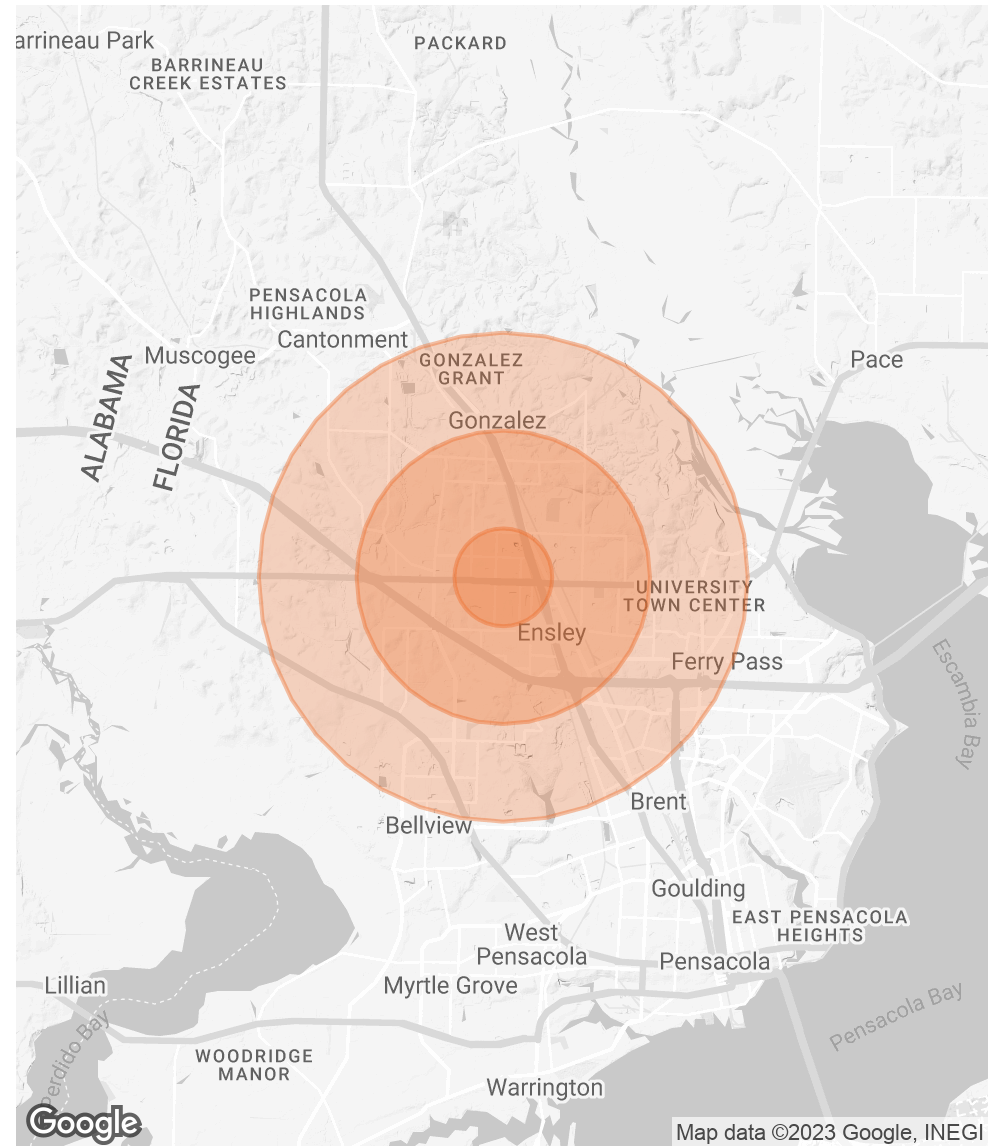 arrineau Park
PACKARD
BARRINEAU
CREEK ESTATES
PENSACOLA
HIGHLANDS
Cantonment
Muscogee
GONZALEZ
GRANT
Pace
ALABAMA
FLORIDA
Gonzalez
UNIVERSITY
TOWN CENTER
Ensley
Ferry Pass
Escambia Bay
Brent
Bellview
Goulding
EAST PENSACOLA
HEIGHTS
West
Pensacola
Pensacola
Lillian
Myrtle Grove
Pensacola Bay
Perdido Bay
WOODRIDGE
MANOR
Warrington
Google
Map data ©2023 Google, INEGI